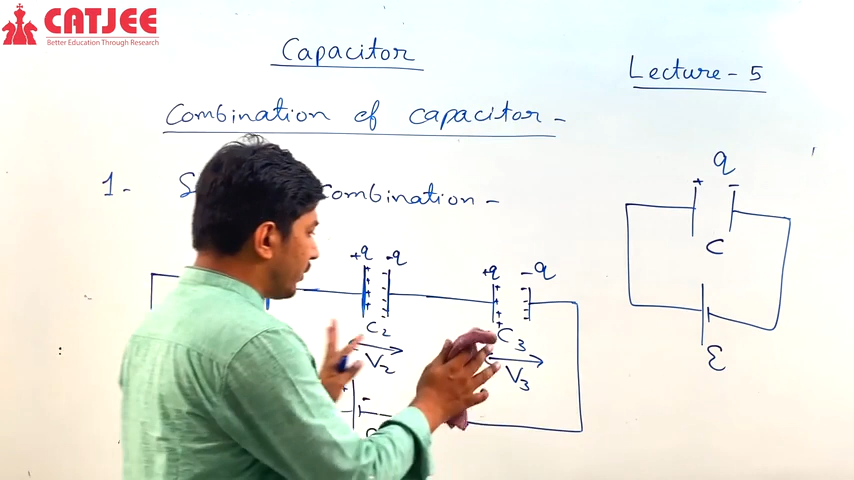 CATJEE
Better Education Through Research
Capacitor
Lecture - 5
Combination of capacitor -
1- combination -
q
+ -
C
ε
+q -q
+q -q
C2
V2
C3
V3
+ -